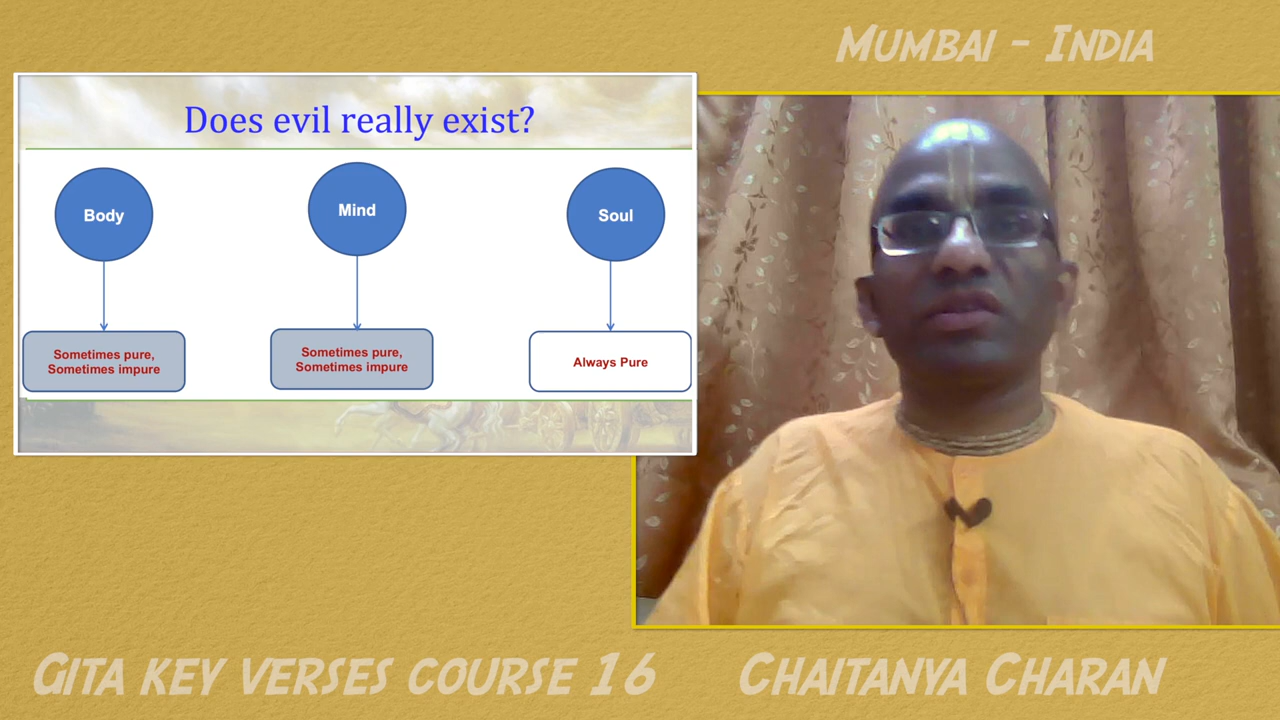 Mumbai - India
Does evil really exist?
Body
Mind
Soul
Sometimes pure,
Sometimes impure
Sometimes pure,
Sometimes impure
Always Pure
Gita key verses course 16
Chaitanya Charan